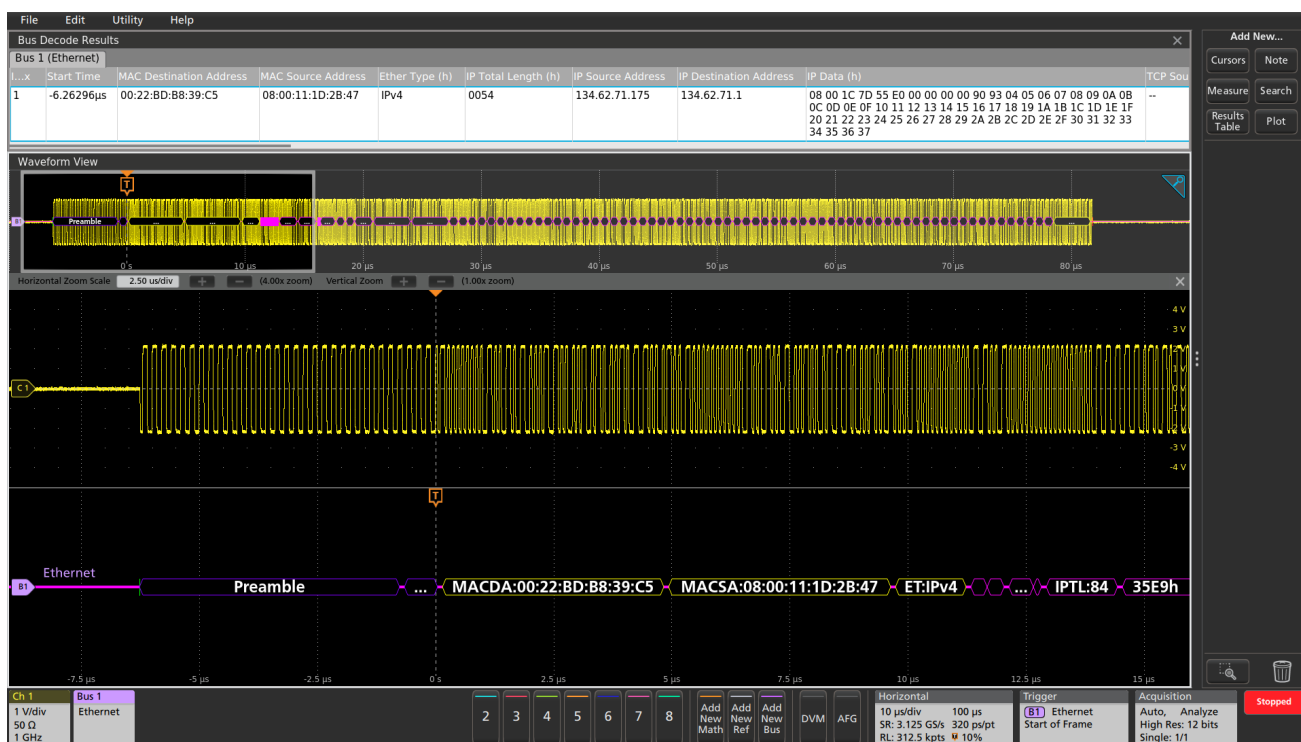 File Edit Utility Help
Bus Decode Results
Bus 1 (Ethernet)
I...x Start Time MAC Destination Address MAC Source Address Ether Type (h) IP Total Length (h) IP Source Address IP Destination Address IP Data (h) TCP Sou
1 -6.26296µs 00:22:BD:B8:39:C5 08:00:11:1D:2B:47 IPv4 0054 134.62.71.175 134.62.71.1 08 00 1C 7D 55 E0 00 00 00 00 90 93 04 05 06 07 08 09 0A 0B --
0C 0D 0E 0F 10 11 12 13 14 15 16 17 18 19 1A 1B 1C 1D 1E 1F
20 21 22 23 24 25 26 27 28 29 2A 2B 2C 2D 2E 2F 30 31 32 33
34 35 36 37
Waveform View
T
B1 Preamble ... ... ... ... ... ... ... ... ...
0 s 10 µs 20 µs 30 µs 40 µs 50 µs 60 µs 70 µs 80 µs
Horizontal Zoom Scale 2.50 us/div + − (4.00x zoom) Vertical Zoom + − (1.00x zoom)
4 V
3 V
2 V
1 V
C1 0 V
-1 V
-2 V
-3 V
-4 V
T
Ethernet
B1 Preamble ... MACDA:00:22:BD:B8:39:C5 MACSA:08:00:11:1D:2B:47 ET:IPv4 ... IPTL:84 35E9h
-7.5 µs -5 µs -2.5 µs 0 s 2.5 µs 5 µs 7.5 µs 10 µs 12.5 µs 15 µs
Add New...
Cursors Note
Measure Search
Results Table Plot
Ch 1
1 V/div
50 Ω
1 GHz
Bus 1
Ethernet
2 3 4 5 6 7 8
Add New Math
Add New Ref
Add New Bus
DVM AFG
Horizontal
10 µs/div 100 µs
SR: 3.125 GS/s 320 ps/pt
RL: 312.5 kpts 10%
Trigger
B1 Ethernet
Start of Frame
Acquisition
Auto, Analyze
High Res: 12 bits
Single: 1/1
Stopped